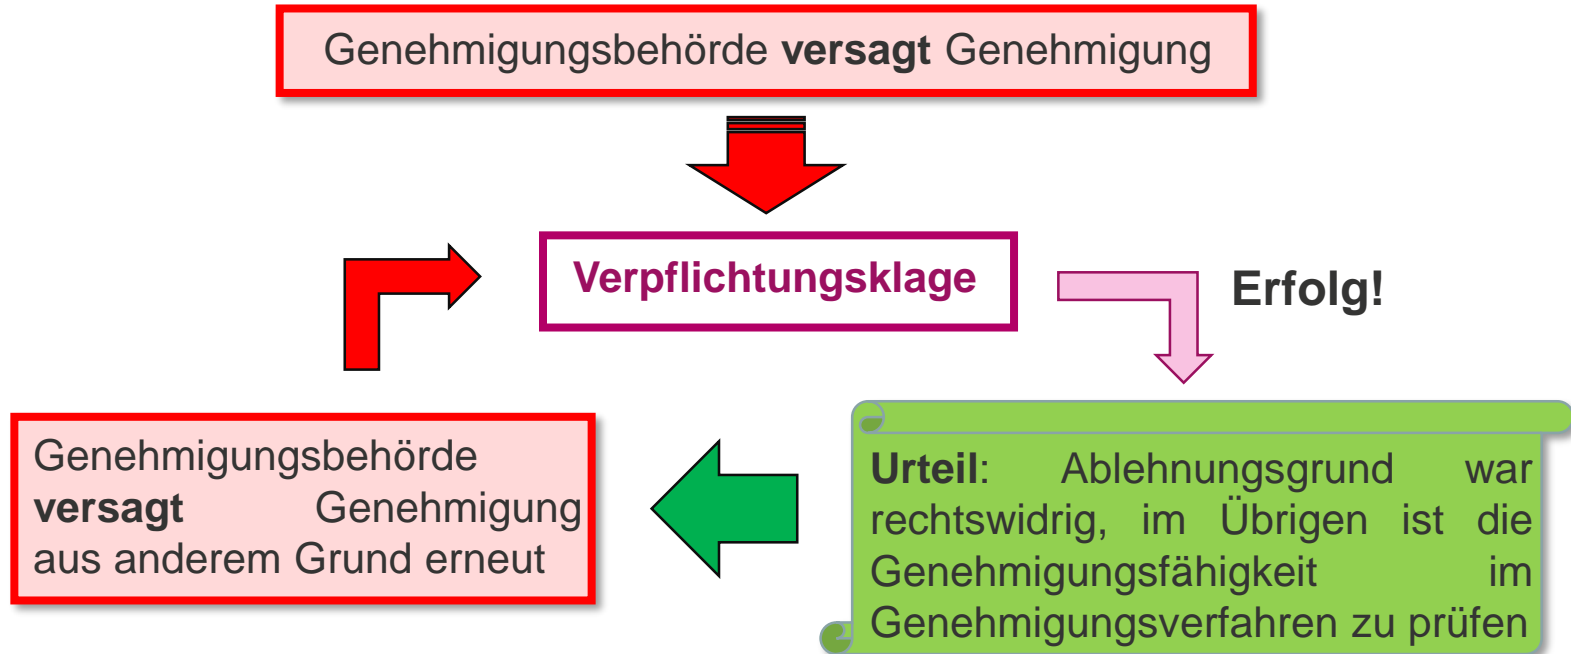 Genehmigungsbehörde versagt Genehmigung
Verpflichtungsklage
Erfolg!
Genehmigungsbehörde
versagt Genehmigung
aus anderem Grund erneut
Urteil: Ablehnungsgrund war
rechtswidrig, im Übrigen ist die
Genehmigungsfähigkeit im
Genehmigungsverfahren zu prüfen